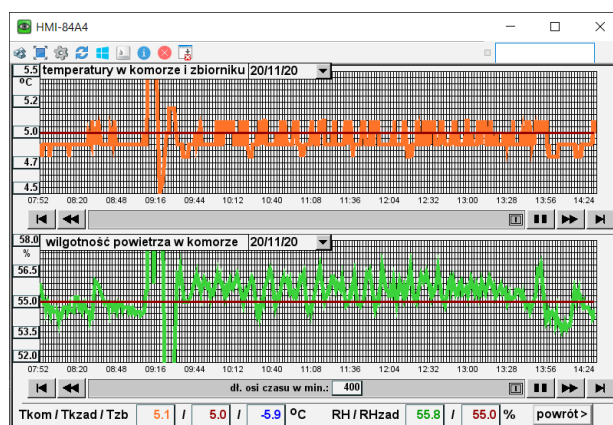 HMI-84A4
5.5 temperatury w komorze i zbiorniku 20/11/20
°C
5.2
5.0
4.7
4.5
07:52 08:20 08:48 09:16 09:44 10:12 10:40 11:08 11:36 12:04 12:32 13:00 13:28 13:56 14:24
58.0 wilgotność powietrza w komorze 20/11/20
%
56.5
55.0
53.5
52.0
07:52 08:20 08:48 09:16 09:44 10:12 10:40 11:08 11:36 12:04 12:32 13:00 13:28 13:56 14:24
dł. osi czasu w min.: 400
Tkom / Tkzad / Tzb 5.1 / 5.0 / -5.9 °C RH / RHzad 55.8 / 55.0 % powrót >